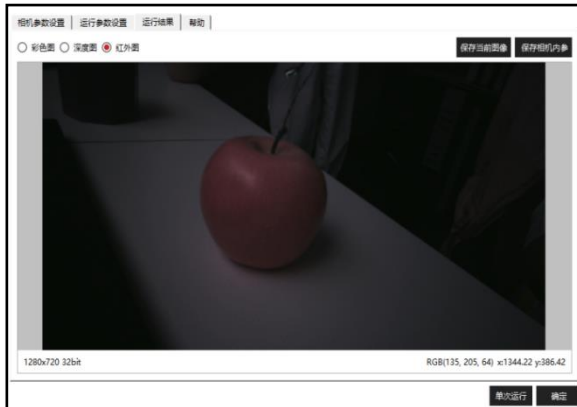 相机参数设置 运行参数设置 运行结果 帮助
彩色图 深度图 红外图 保存当前图像 保存相机内参
1280x720 32bit RGB(135, 205, 64) x:1344.22 y:386.42
单次运行 确定